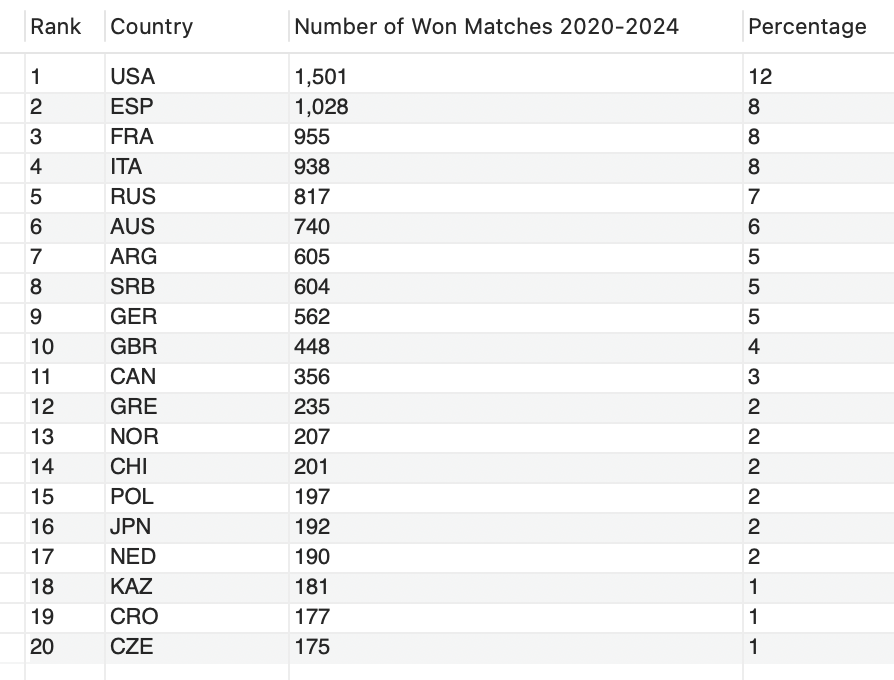 Rank Country Number of Won Matches 2020-2024 Percentage
1 USA 1,501 12
2 ESP 1,028 8
3 FRA 955 8
4 ITA 938 8
5 RUS 817 7
6 AUS 740 6
7 ARG 605 5
8 SRB 604 5
9 GER 562 5
10 GBR 448 4
11 CAN 356 3
12 GRE 235 2
13 NOR 207 2
14 CHI 201 2
15 POL 197 2
16 JPN 192 2
17 NED 190 2
18 KAZ 181 1
19 CRO 177 1
20 CZE 175 1